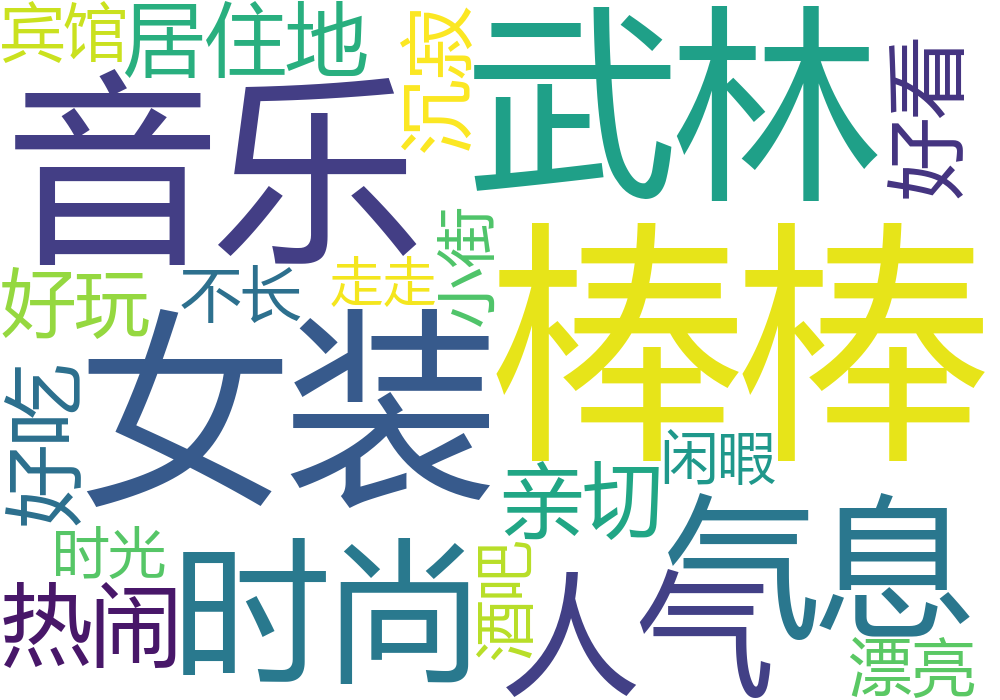 宾馆
居住地
沉寂
武林
好看
音乐
小街
棒棒
好玩
不长
走走
女装
好吃
闲暇
亲切
气息
时光
时尚
酒吧
人气
热闹
漂亮